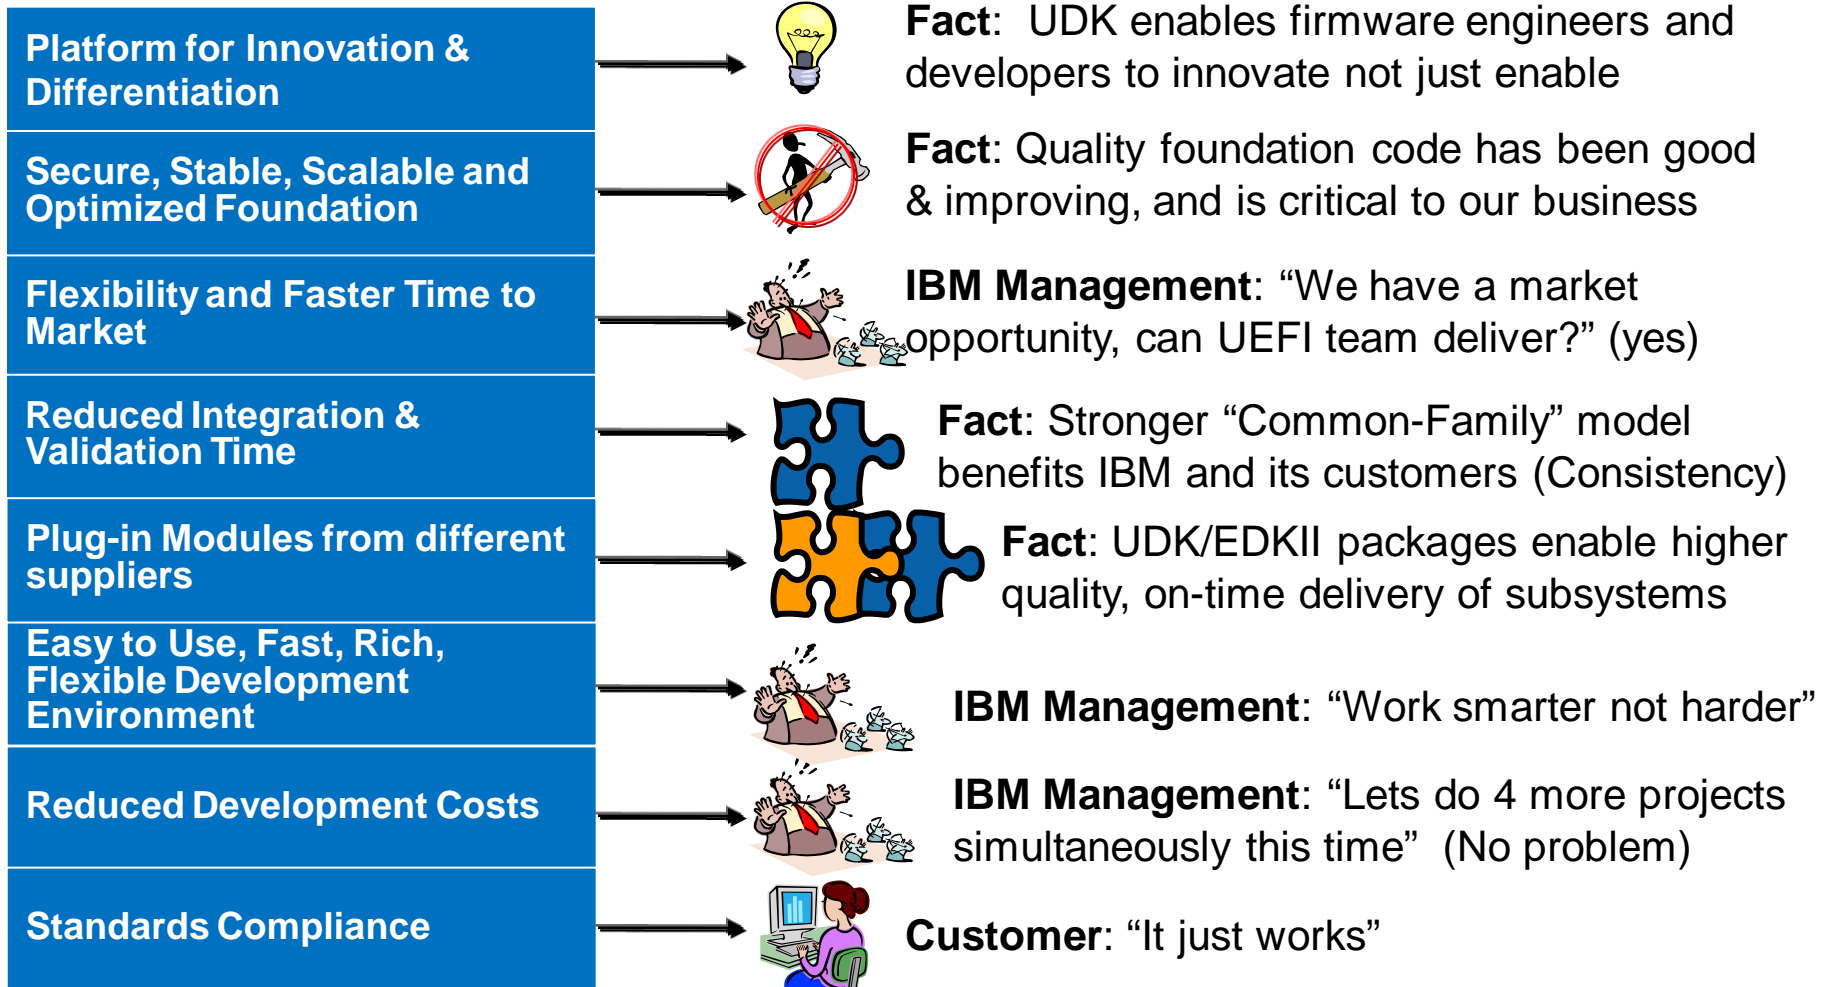 Platform for Innovation &
Differentiation
Fact:  UDK enables firmware engineers and
developers to innovate not just enable
Secure, Stable, Scalable and
Optimized Foundation
Fact: Quality foundation code has been good
& improving, and is critical to our business
Flexibility and Faster Time to
Market
IBM Management: “We have a market
opportunity, can UEFI team deliver?” (yes)
Reduced Integration &
Validation Time
Fact: Stronger “Common-Family” model
benefits IBM and its customers (Consistency)
Plug-in Modules from different
suppliers
Fact: UDK/EDKII packages enable higher
quality, on-time delivery of subsystems
Easy to Use, Fast, Rich,
Flexible Development
Environment
IBM Management: “Work smarter not harder”
Reduced Development Costs
IBM Management: “Lets do 4 more projects
simultaneously this time”  (No problem)
Standards Compliance
Customer: “It just works”